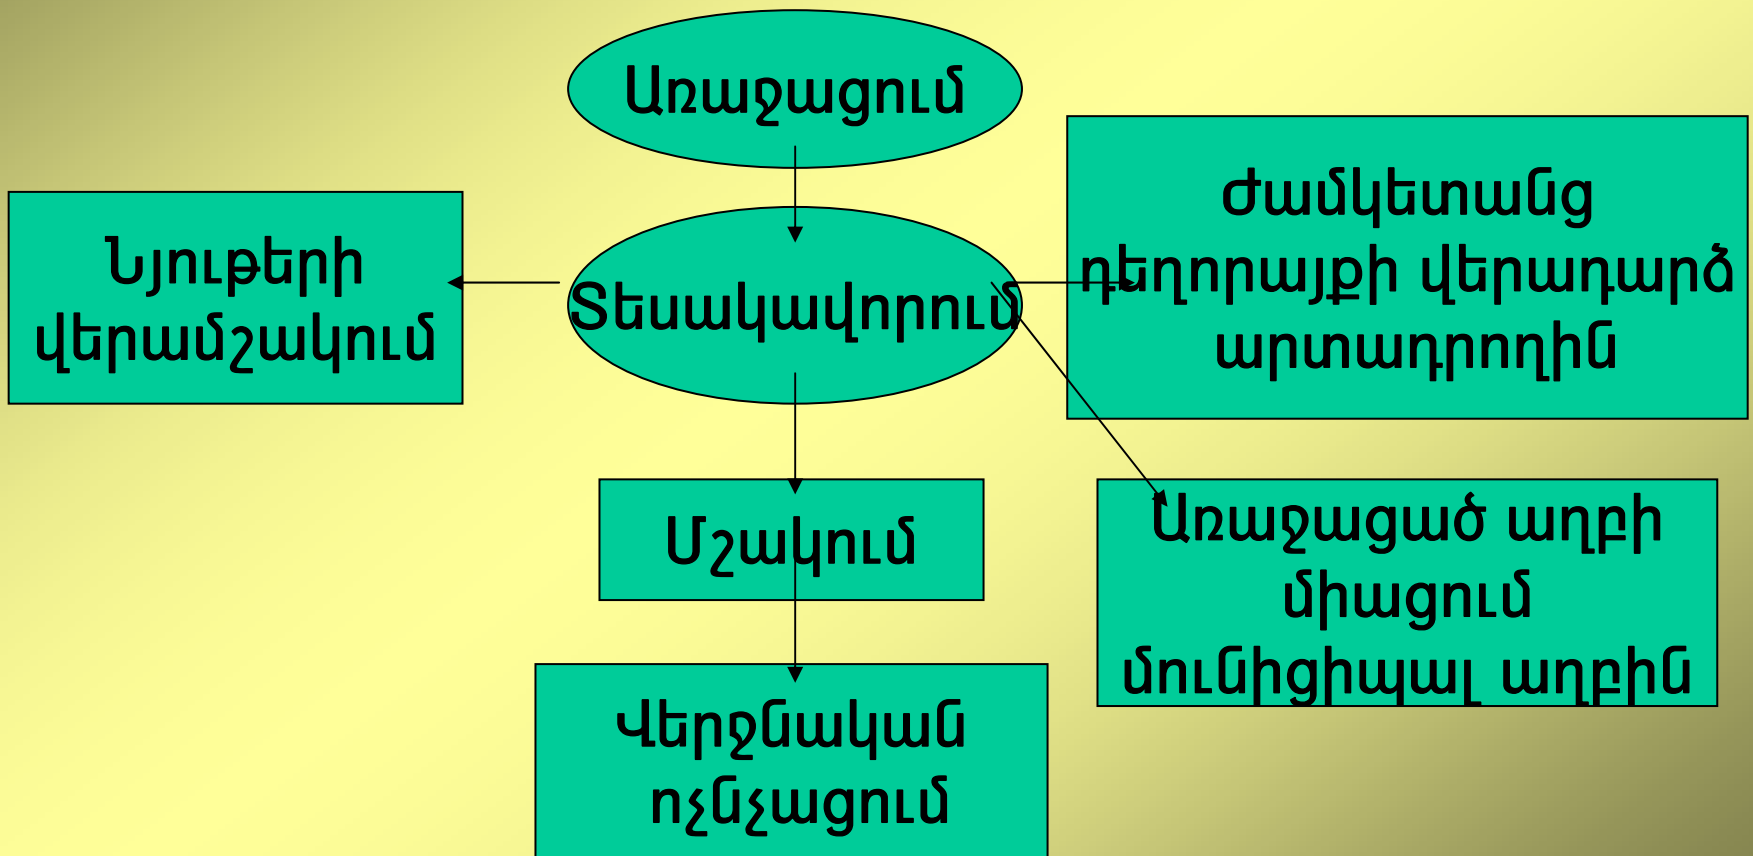 Առաջացում
Նյութերի
վերամշակում
Տեսակավորում
Ժամկետանց
դեղորայքի վերադարձ
արտադրողին
Մշակում
Առաջացած աղբի
միացում
մունիցիպալ աղբին
Վերջնական
ոչնչացում